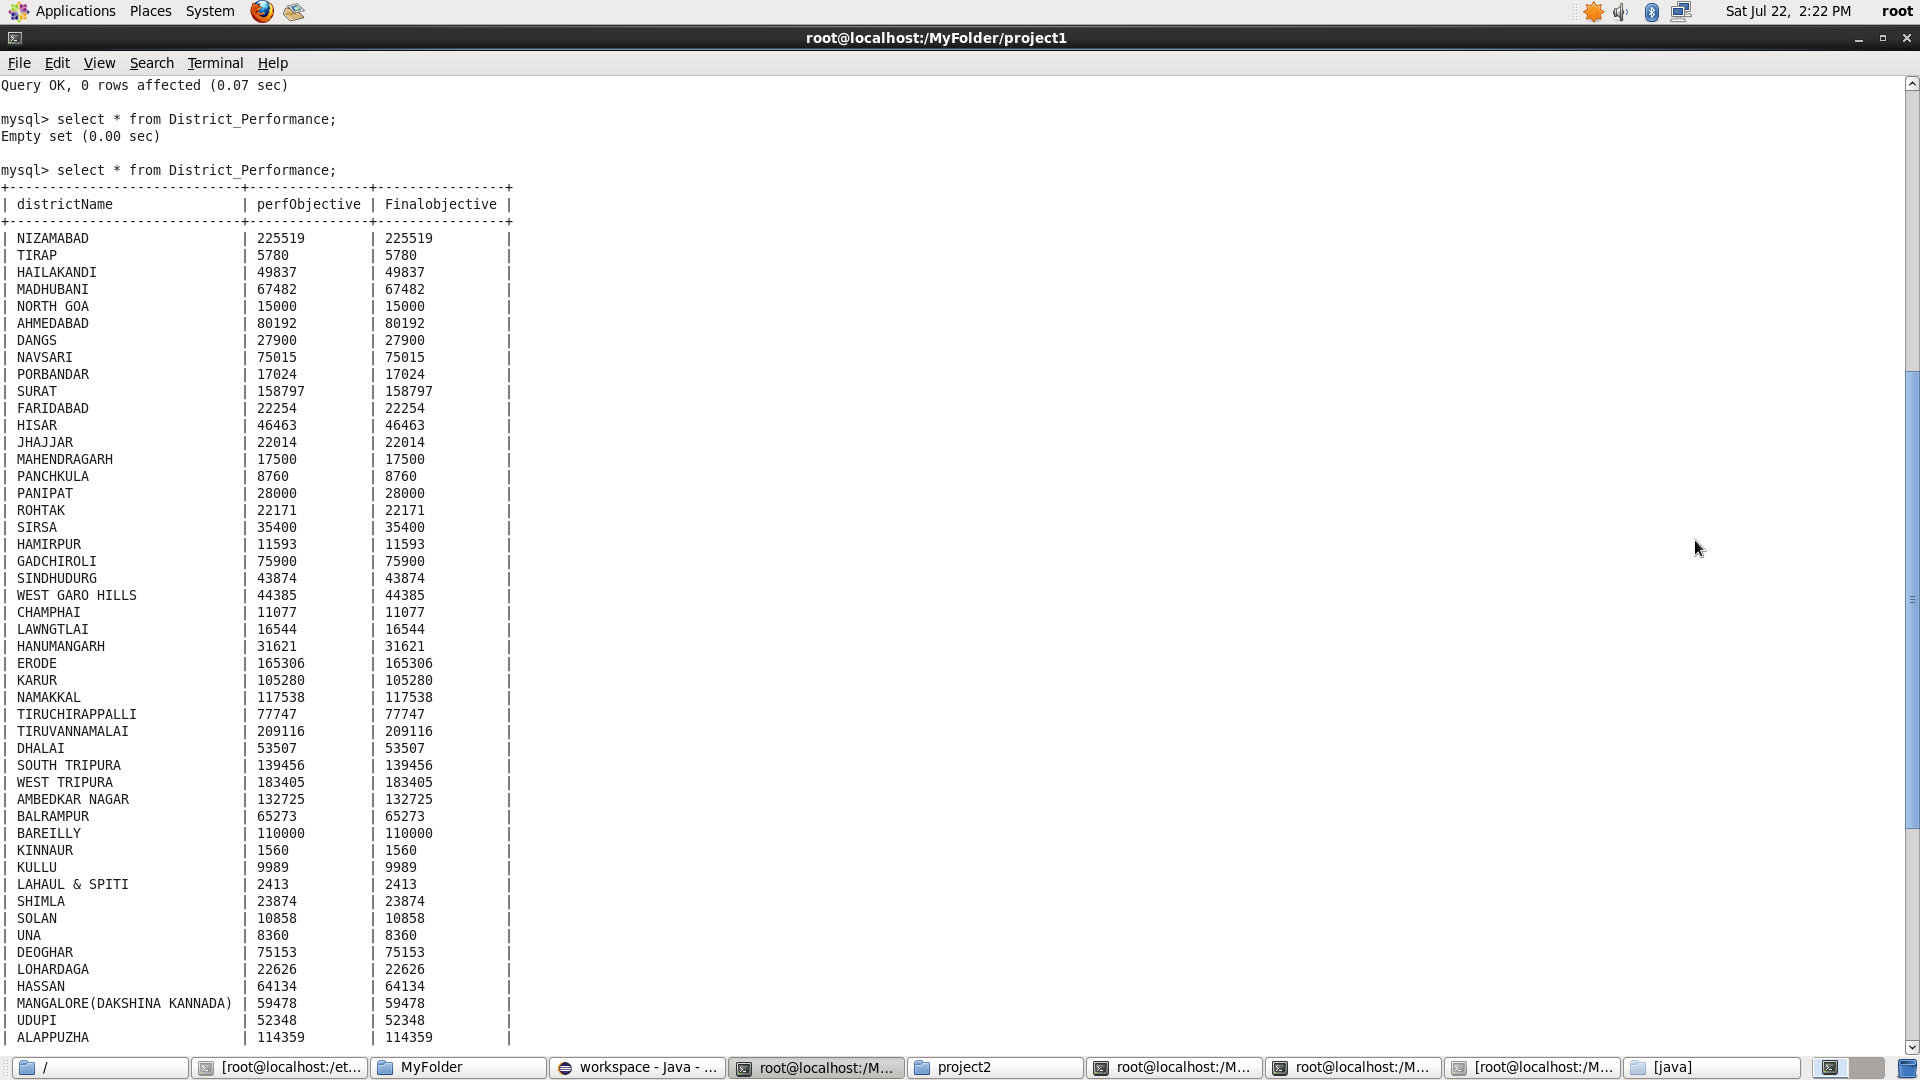 Applications Places System Sat Jul 22, 2:22 PM root
root@localhost:/MyFolder/project1
File Edit View Search Terminal Help
Query OK, 0 rows affected (0.07 sec)
mysql> select * from District_Performance;
Empty set (0.00 sec)
mysql> select * from District_Performance;
+-----------------------------+---------------+----------------+
| districtName | perfObjective | Finalobjective |
+-----------------------------+---------------+----------------+
| NIZAMABAD | 225519 | 225519 |
| TIRAP | 5780 | 5780 |
| HAILAKANDI | 49837 | 49837 |
| MADHUBANI | 67482 | 67482 |
| NORTH GOA | 15000 | 15000 |
| AHMEDABAD | 80192 | 80192 |
| DANGS | 27900 | 27900 |
| NAVSARI | 75015 | 75015 |
| PORBANDAR | 17024 | 17024 |
| SURAT | 158797 | 158797 |
| FARIDABAD | 22254 | 22254 |
| HISAR | 46463 | 46463 |
| JHAJJAR | 22014 | 22014 |
| MAHENDRAGARH | 17500 | 17500 |
| PANCHKULA | 8760 | 8760 |
| PANIPAT | 28000 | 28000 |
| ROHTAK | 22171 | 22171 |
| SIRSA | 35400 | 35400 |
| HAMIRPUR | 11593 | 11593 |
| GADCHIROLI | 75900 | 75900 |
| SINDHUDURG | 43874 | 43874 |
| WEST GARO HILLS | 44385 | 44385 |
| CHAMPHAI | 11077 | 11077 |
| LAWNGTLAI | 16544 | 16544 |
| HANUMANGARH | 31621 | 31621 |
| ERODE | 165306 | 165306 |
| KARUR | 105280 | 105280 |
| NAMAKKAL | 117538 | 117538 |
| TIRUCHIRAPPALLI | 77747 | 77747 |
| TIRUVANNAMALAI | 209116 | 209116 |
| DHALAI | 53507 | 53507 |
| SOUTH TRIPURA | 139456 | 139456 |
| WEST TRIPURA | 183405 | 183405 |
| AMBEDKAR NAGAR | 132725 | 132725 |
| BALRAMPUR | 65273 | 65273 |
| BAREILLY | 110000 | 110000 |
| KINNAUR | 1560 | 1560 |
| KULLU | 9989 | 9989 |
| LAHAUL & SPITI | 2413 | 2413 |
| SHIMLA | 23874 | 23874 |
| SOLAN | 10858 | 10858 |
| UNA | 8360 | 8360 |
| DEOGHAR | 75153 | 75153 |
| LOHARDAGA | 22626 | 22626 |
| HASSAN | 64134 | 64134 |
| MANGALORE(DAKSHINA KANNADA) | 59478 | 59478 |
| UDUPI | 52348 | 52348 |
| ALAPPUZHA | 114359 | 114359 |
/ [root@localhost:/et... MyFolder workspace - Java - ... root@localhost:/M... project2 root@localhost:/M... root@localhost:/M... [root@localhost:/M... [java]